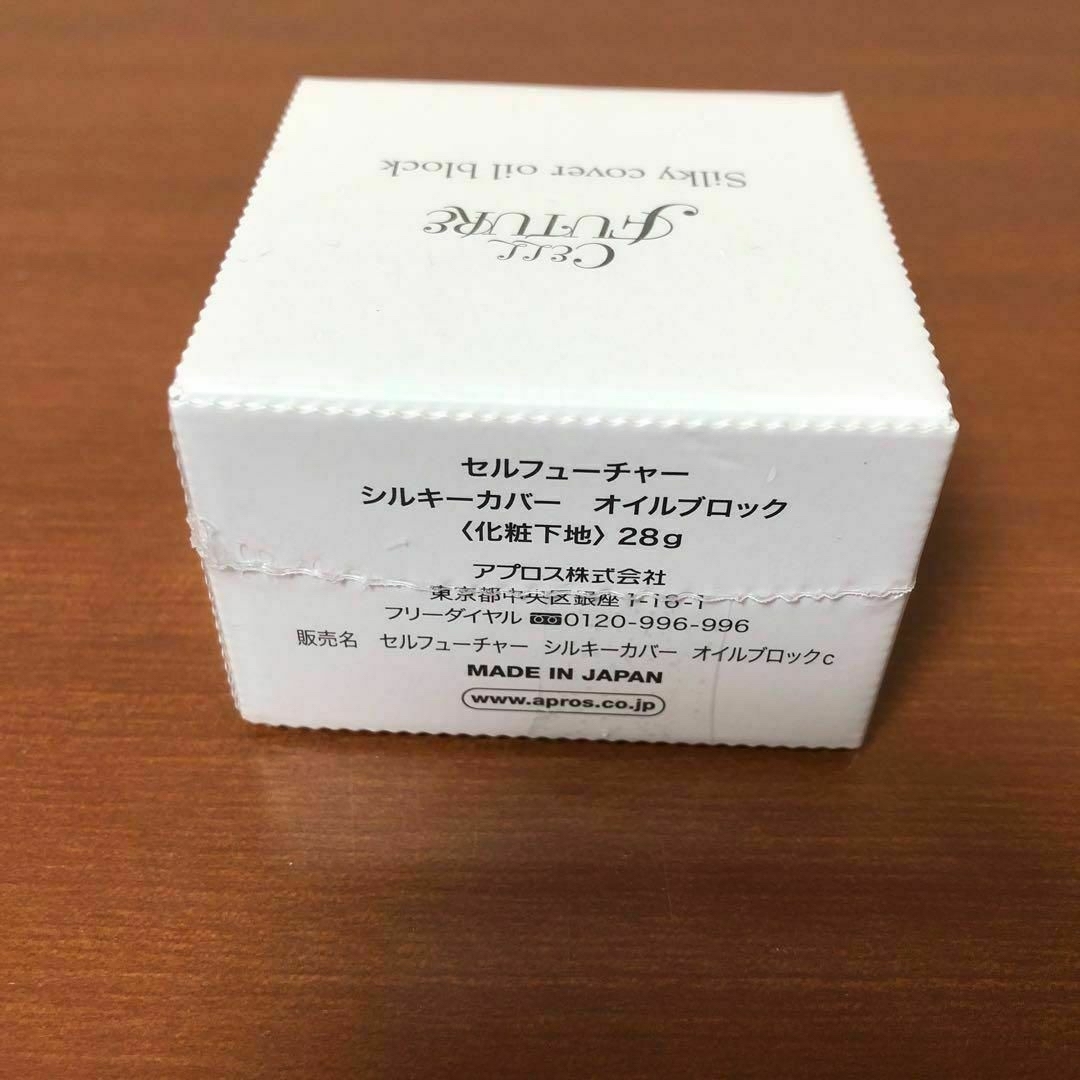 CELL
FUTURE
Silky cover oil block
セルフューチャー
シルキーカバー オイルブロック
〈化粧下地〉28g
アプロス株式会社
東京都中央区銀座1-16-1
フリーダイヤル 0120-996-996
販売名 セルフューチャー シルキーカバー オイルブロックc
MADE IN JAPAN
www.apros.co.jp